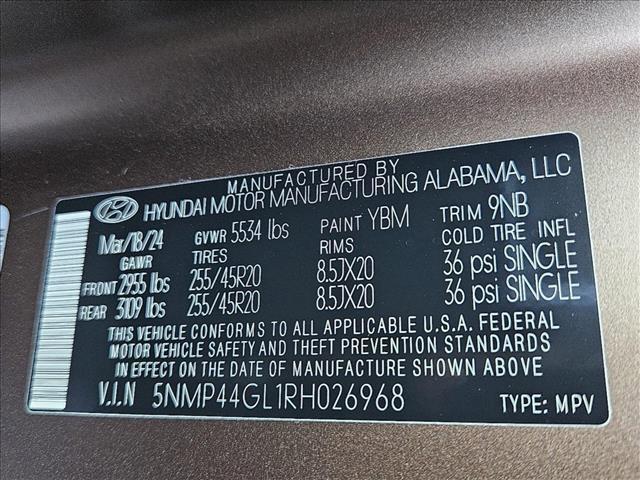 MANUFACTURED BY
HYUNDAI MOTOR MANUFACTURING ALABAMA, LLC
Mar/18/24 GVWR 5534 lbs PAINT YBM TRIM 9NB
GAWR TIRES RIMS COLD TIRE INFL
FRONT 2955 lbs 255/45R20 8.5JX20 36 psi SINGLE
REAR 3109 lbs 255/45R20 8.5JX20 36 psi SINGLE
THIS VEHICLE CONFORMS TO ALL APPLICABLE U.S.A. FEDERAL
MOTOR VEHICLE SAFETY AND THEFT PREVENTION STANDARDS
IN EFFECT ON THE DATE OF MANUFACTURE SHOWN ABOVE
V.I.N 5NMP44GL1RH026968 TYPE: MPV